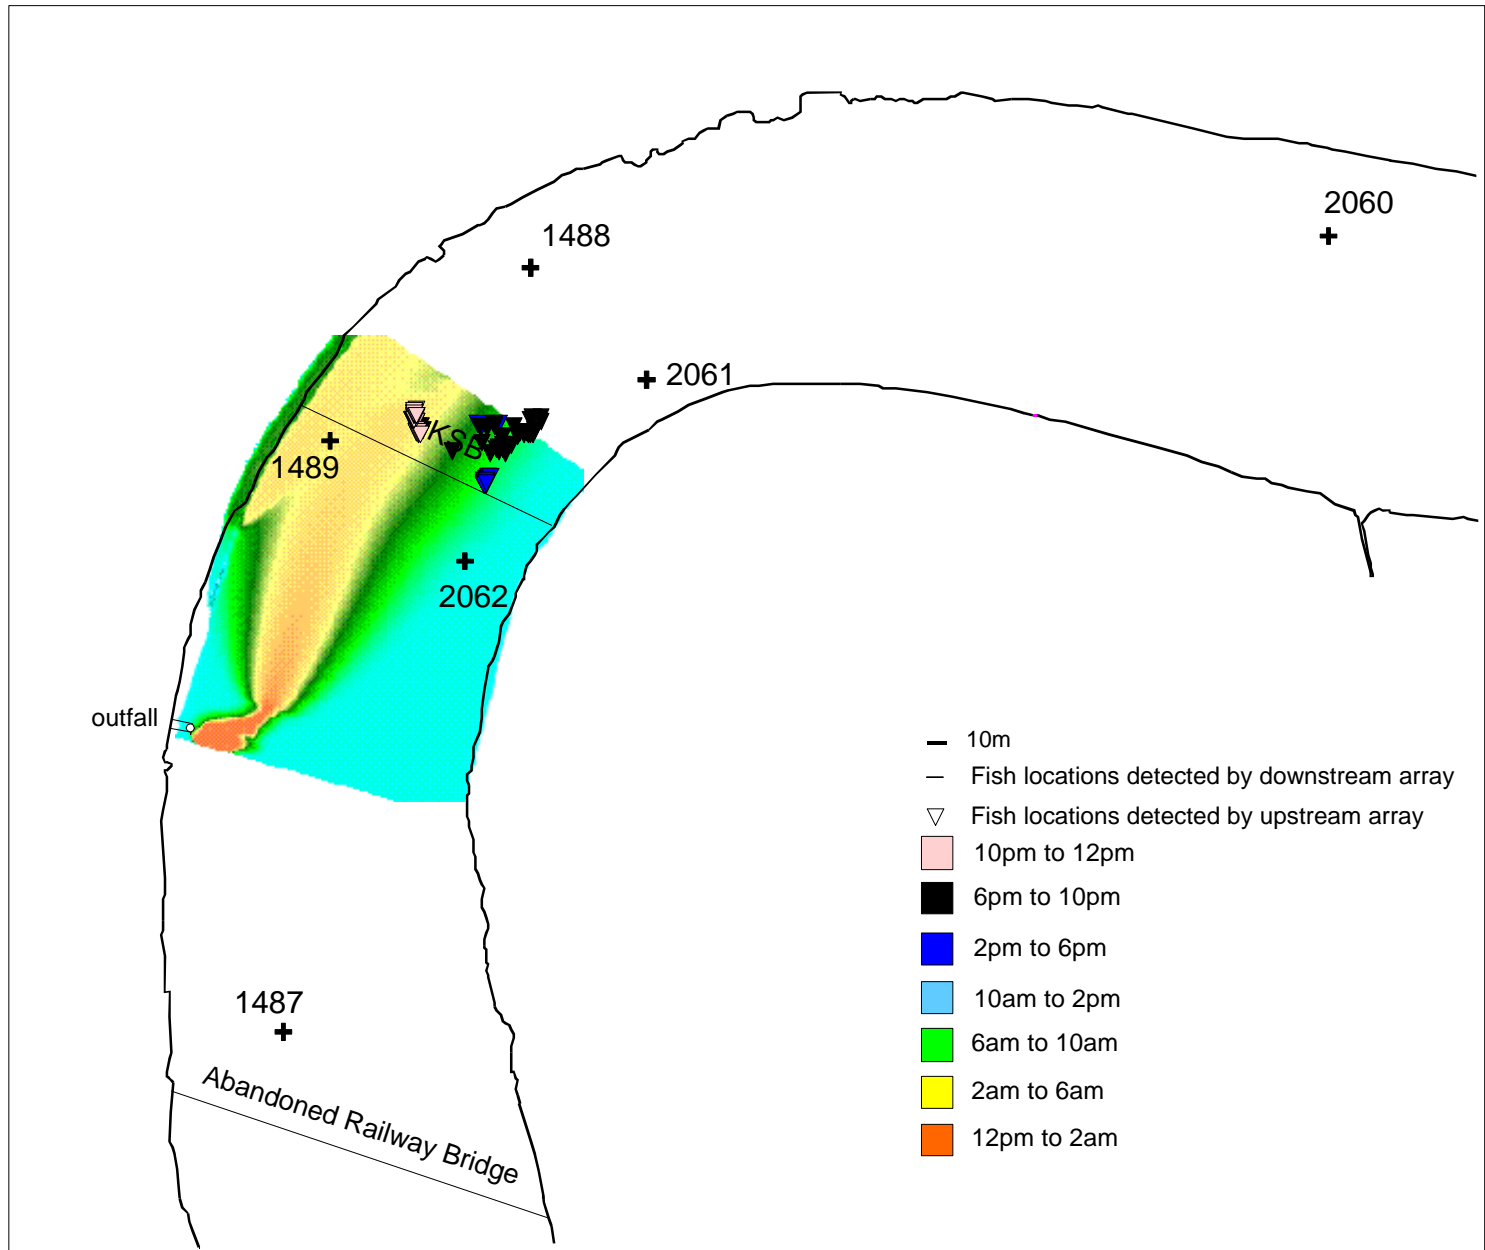 2060
1488
2061
KSB
1489
2062
outfall
10m
Fish locations detected by downstream array
Fish locations detected by upstream array
10pm to 12pm
6pm to 10pm
2pm to 6pm
10am to 2pm
6am to 10am
2am to 6am
12pm to 2am
1487
Abandoned Railway Bridge